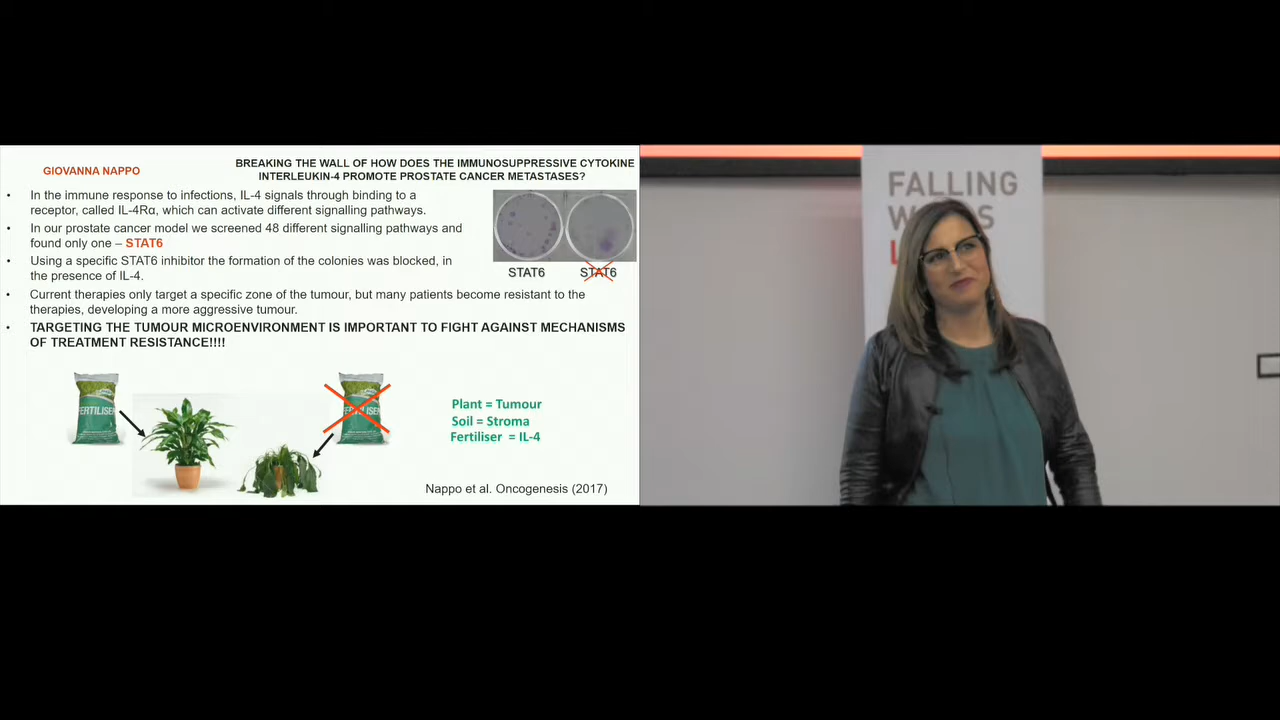 GIOVANNA NAPPO
BREAKING THE WALL OF HOW DOES THE IMMUNOSUPPRESSIVE CYTOKINE
INTERLEUKIN-4 PROMOTE PROSTATE CANCER METASTASES?
• In the immune response to infections, IL-4 signals through binding to a
receptor, called IL-4Rα, which can activate different signalling pathways.
• In our prostate cancer model we screened 48 different signalling pathways and
found only one – STAT6
• Using a specific STAT6 inhibitor the formation of the colonies was blocked, in
the presence of IL-4.
STAT6
STAT6
• Current therapies only target a specific zone of the tumour, but many patients become resistant to the
therapies, developing a more aggressive tumour.
• TARGETING THE TUMOUR MICROENVIRONMENT IS IMPORTANT TO FIGHT AGAINST MECHANISMS
OF TREATMENT RESISTANCE!!!!
Plant = Tumour
Soil = Stroma
Fertiliser = IL-4
Nappo et al. Oncogenesis (2017)
FALLING